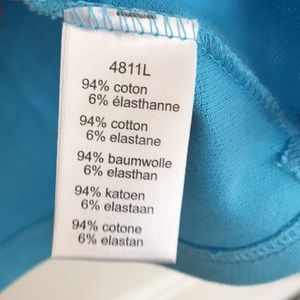 4811L
94% coton
6% élasthanne
94% cotton
6% elastane
94% baumwolle
6% elasthan
94% katoen
6% elastaan
94% cotone
6% elastan